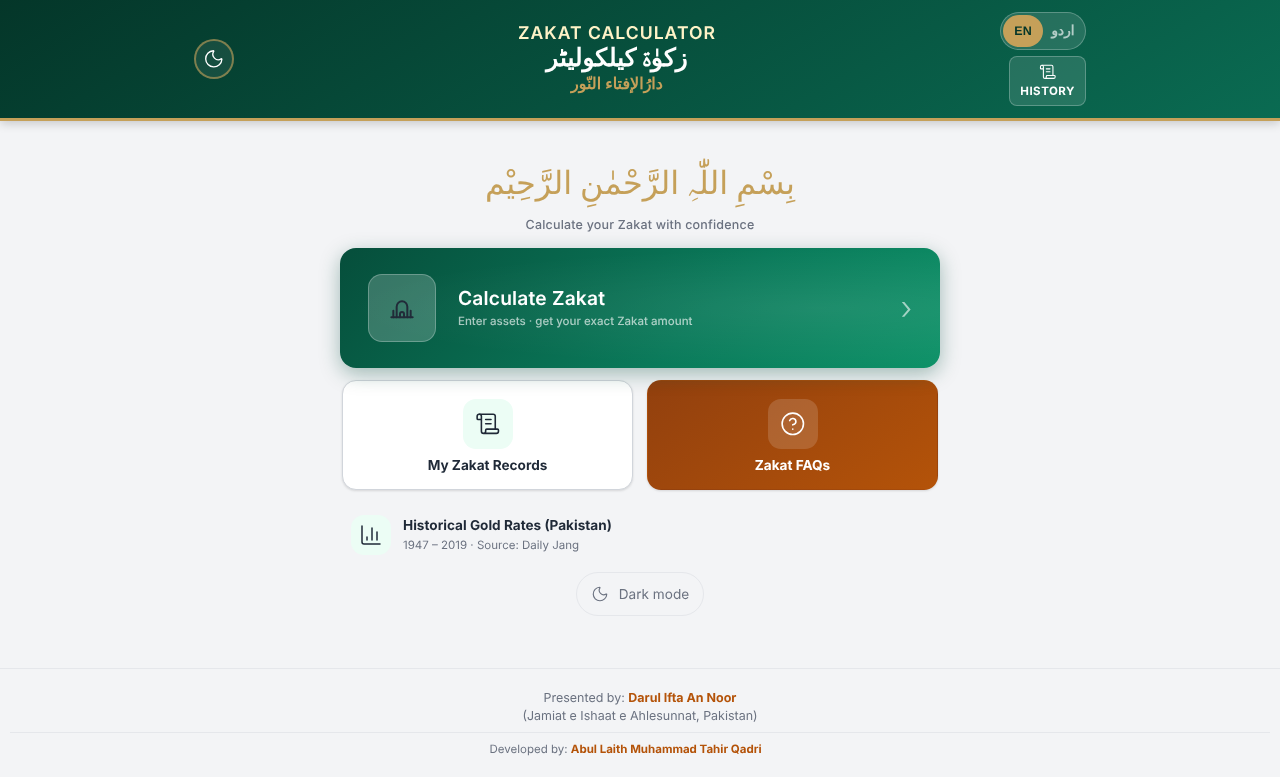 ZAKAT CALCULATOR
زکوٰۃ کیلکولیٹر
دارُالإفتاء النّور
EN اردو
HISTORY
بِسْمِ اللّٰہِ الرَّحْمٰنِ الرَّحِیْم
Calculate your Zakat with confidence
Calculate Zakat
Enter assets · get your exact Zakat amount
My Zakat Records
Zakat FAQs
Historical Gold Rates (Pakistan)
1947 – 2019 · Source: Daily Jang
Dark mode
Presented by: Darul Ifta An Noor
(Jamiat e Ishaat e Ahlesunnat, Pakistan)
Developed by: Abul Laith Muhammad Tahir Qadri